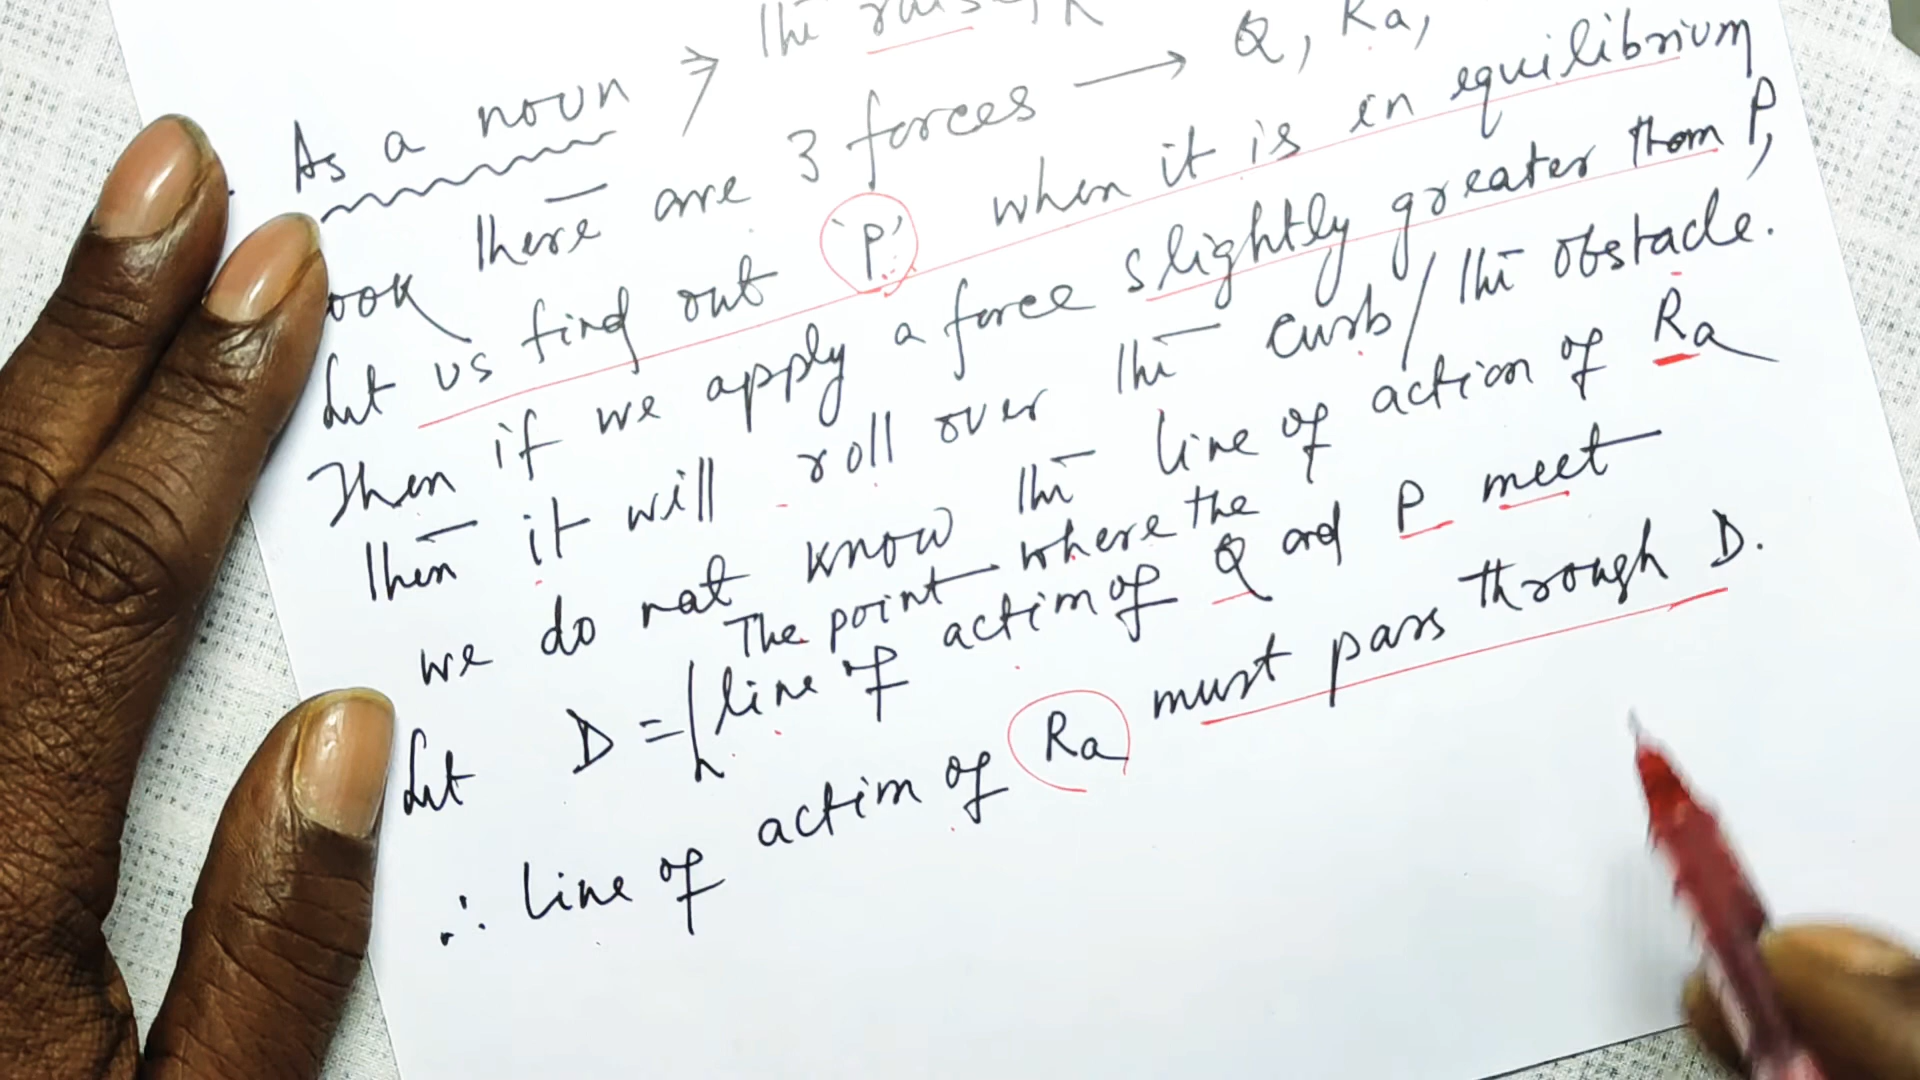 As a noun ⇒ The
ook There are 3 forces → Q, Ra,
Let us find out 'P' when it is in equilibrium
Then if we apply a force slightly greater than P,
then it will roll over the curb/the obstacle.
we do not know the line of action of Ra
The point where the
Let D = line of action of Q and P meet
∴ line of action of Ra must pass through D.